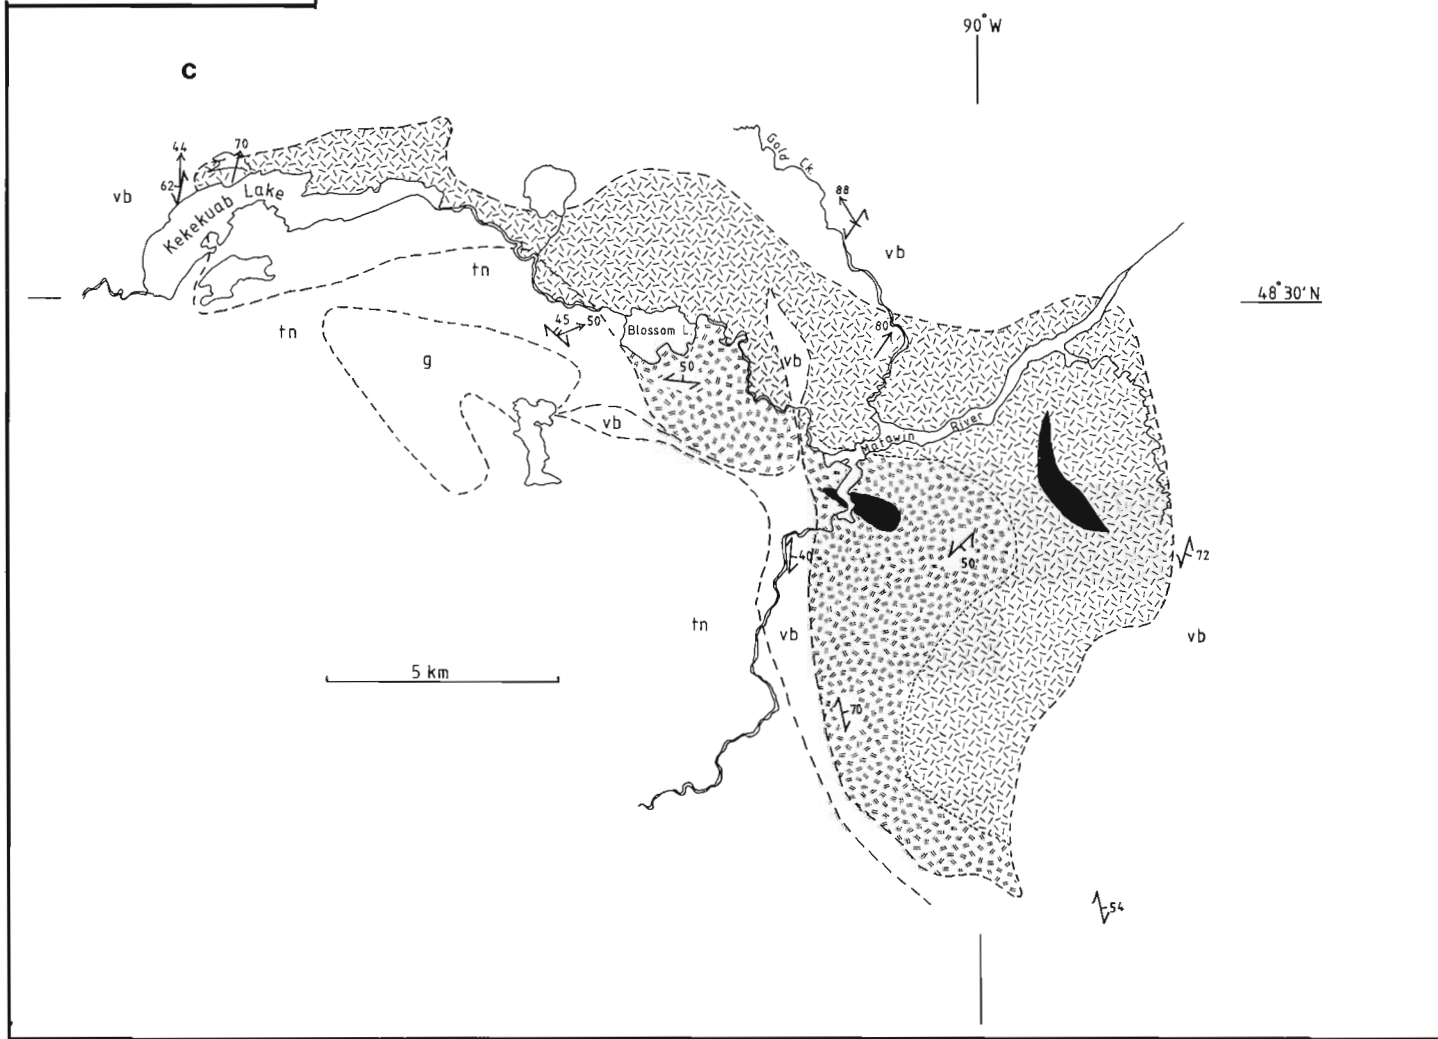 90°W
c
Gold Ck.
44
70
62
vb
Kekekuab Lake
88
vb
tn
48°30'N
tn
45
50
Blossom L.
80
g
50
vb
vb
Matawin River
50
72
40
tn
vb
vb
5 km
70
54